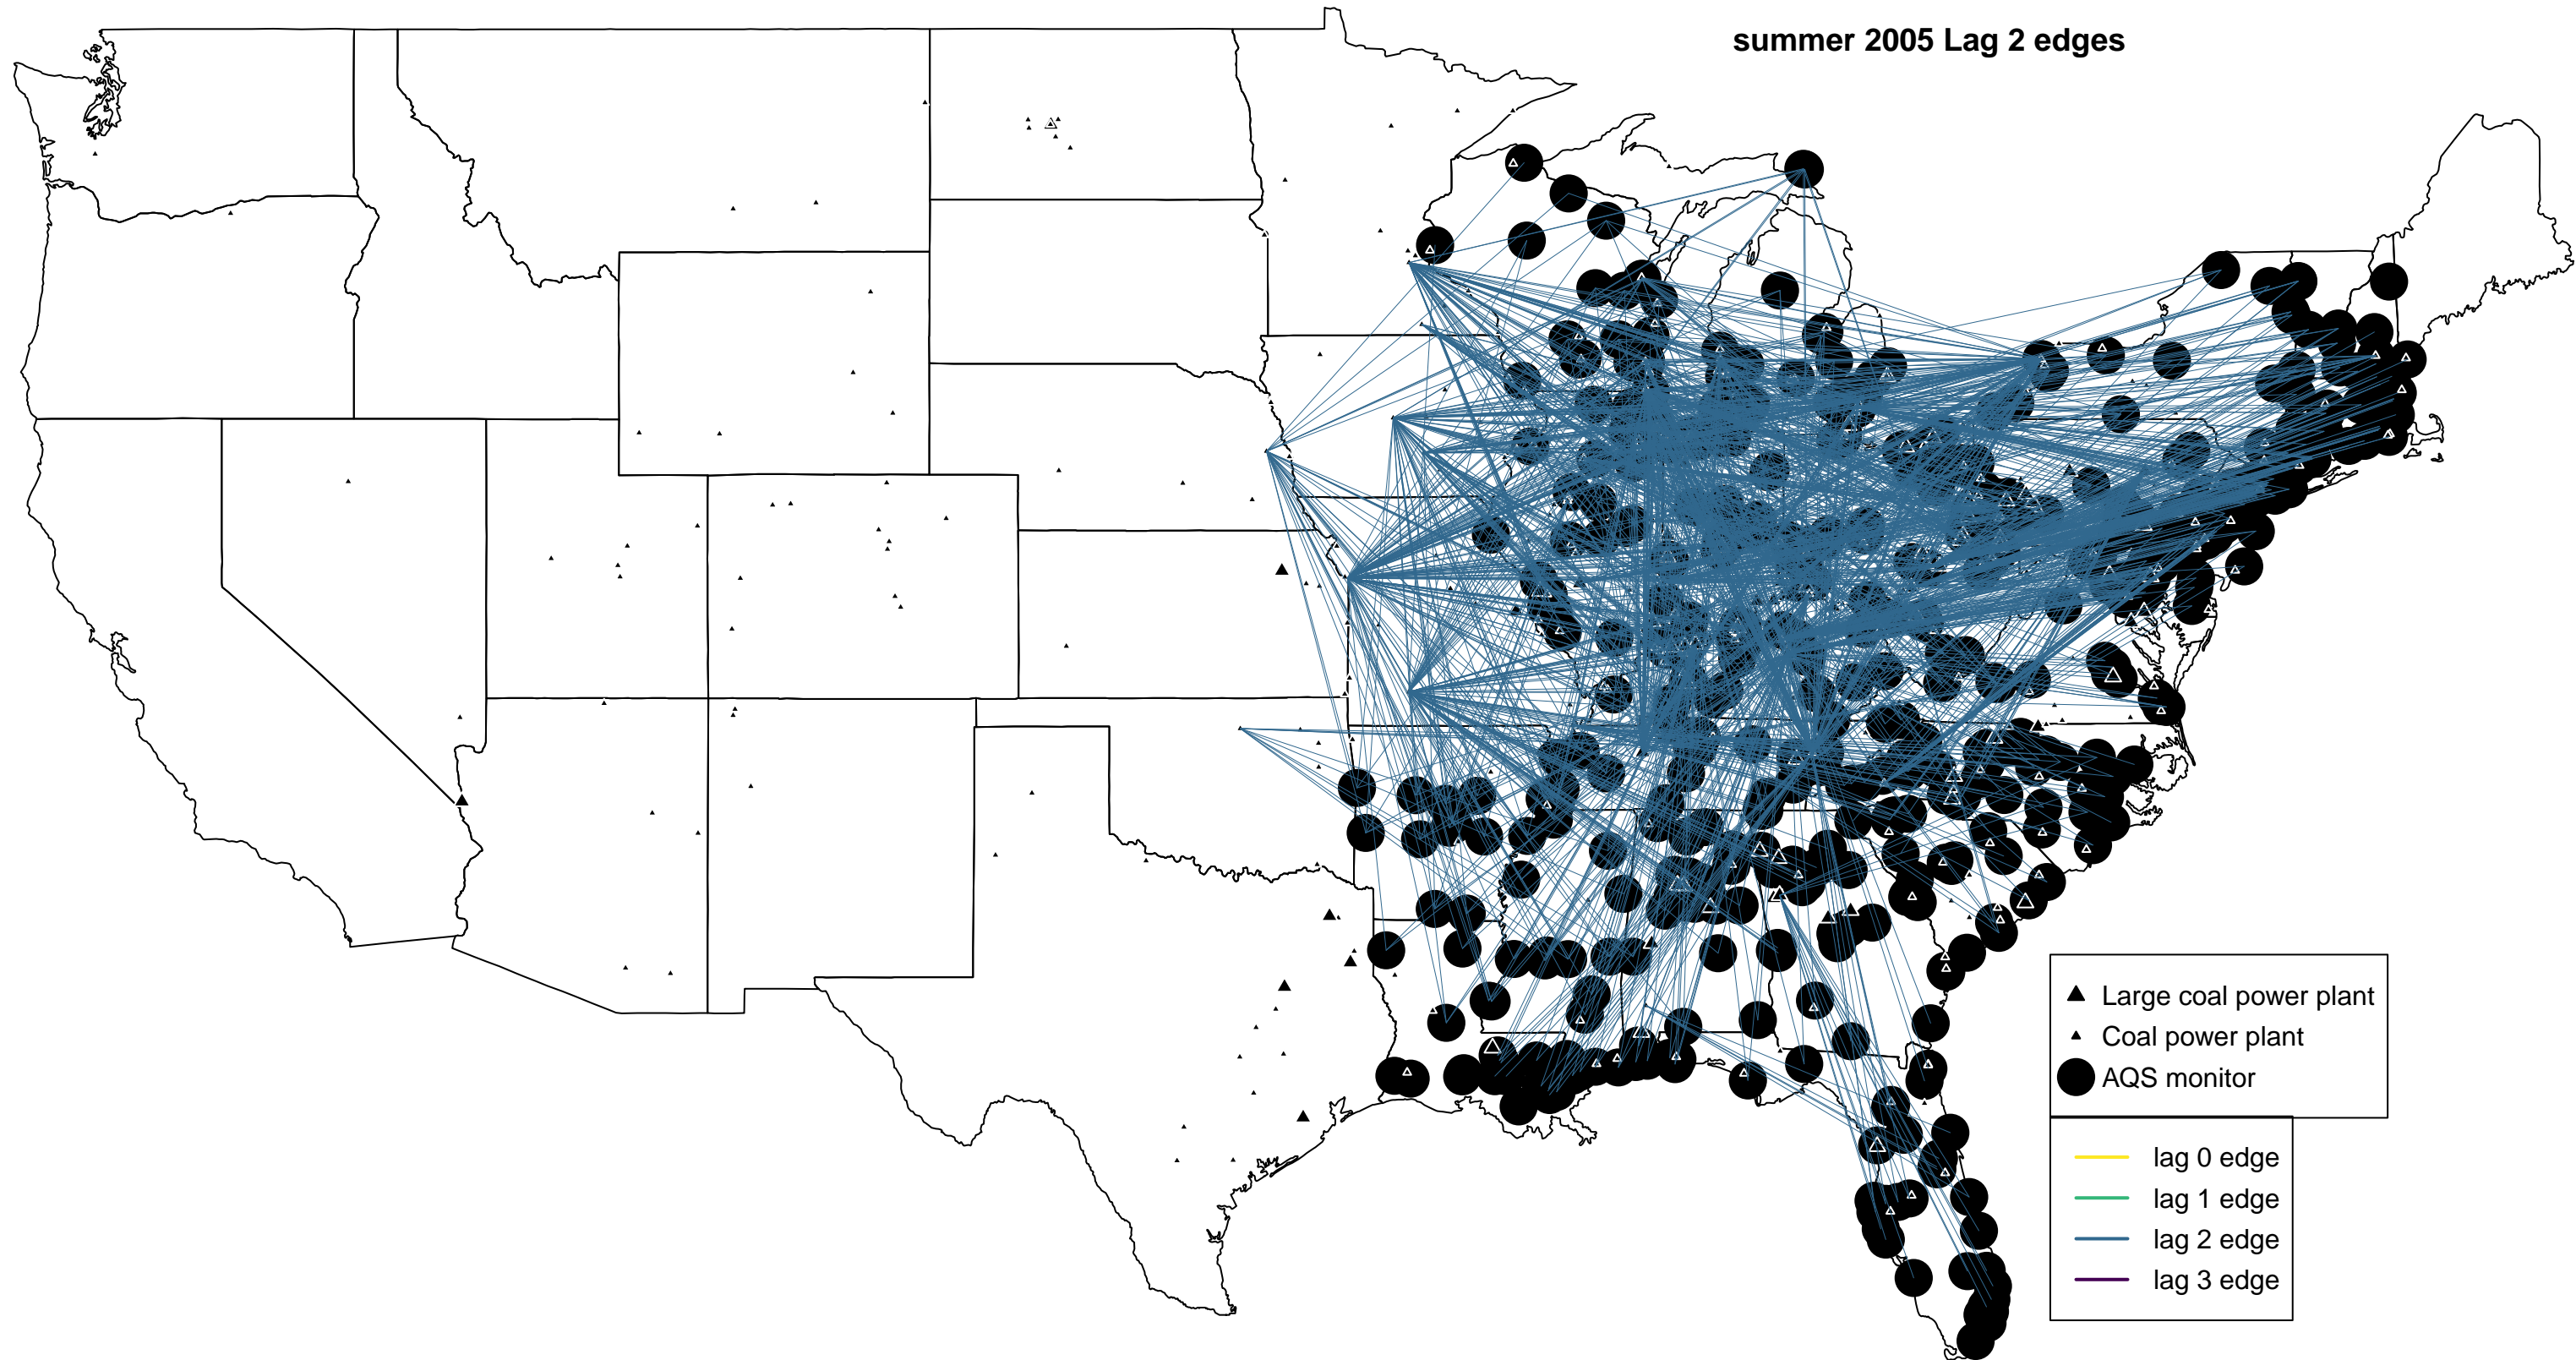 summer 2005 Lag 2 edges
Large coal power plant
Coal power plant
AQS monitor
lag 0 edge
lag 1 edge
lag 2 edge
lag 3 edge